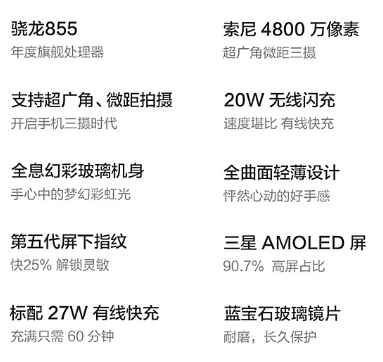 骁龙855
年度旗舰处理器
索尼 4800 万像素
超广角微距三摄
支持超广角、微距拍摄
开启手机三摄时代
20W 无线闪充
速度堪比 有线快充
全息幻彩玻璃机身
手心中的梦幻彩虹光
全曲面轻薄设计
怦然心动的好手感
第五代屏下指纹
快25% 解锁灵敏
三星 AMOLED 屏
90.7% 高屏占比
标配 27W 有线快充
充满只需 60 分钟
蓝宝石玻璃镜片
耐磨，长久保护